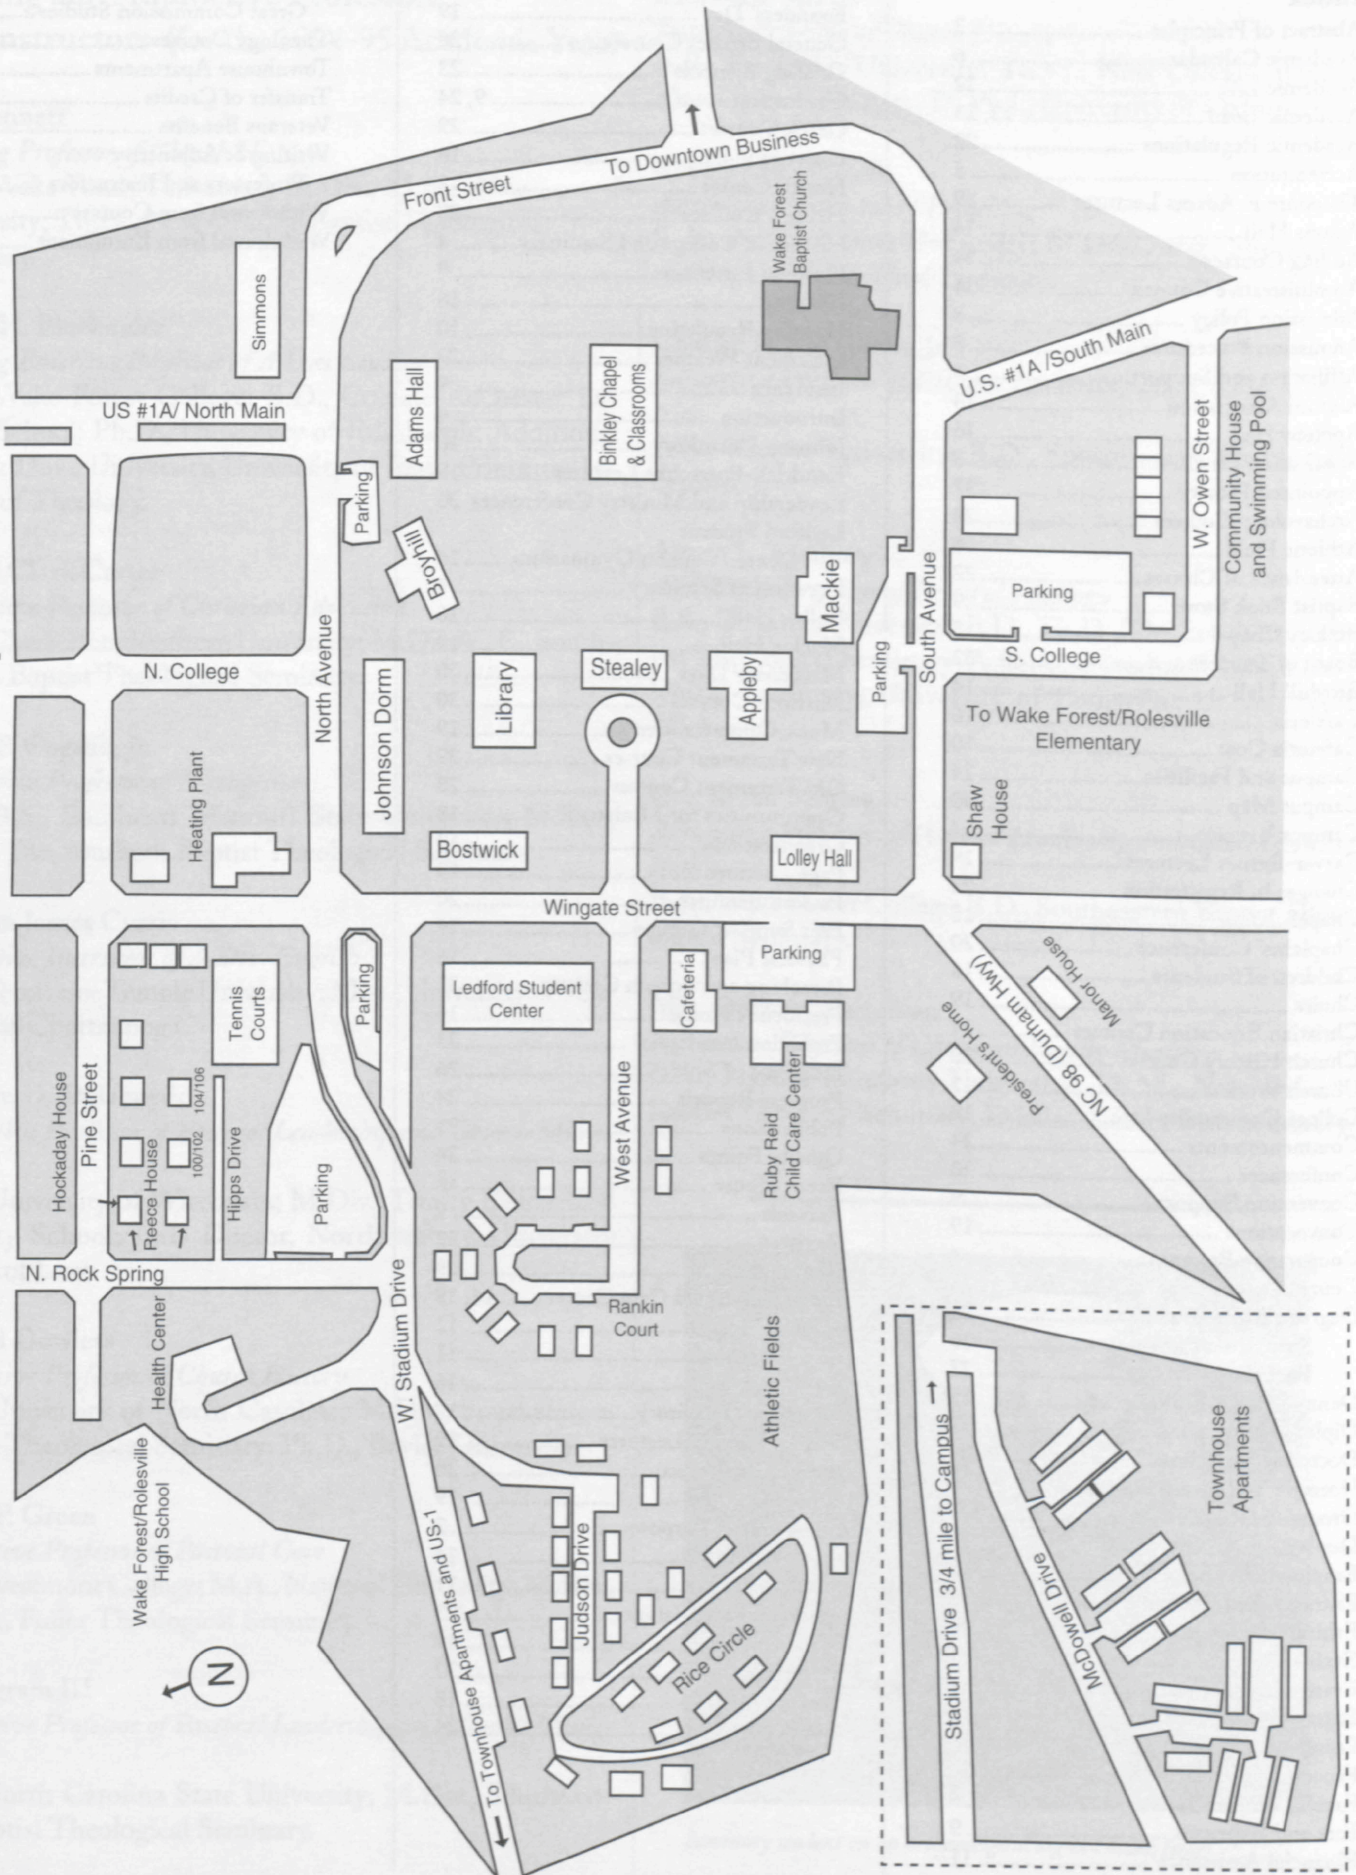 To Downtown Business
Front Street
Wake Forest
Baptist Church
Simmons
US #1A/ North Main
Adams Hall
Binkley Chapel
& Classrooms
U.S. #1A /South Main
W. Owen Street
Community House
and Swimming Pool
Parking
Broyhill
Mackie
Parking
South Avenue
Parking
S. College
N. College
North Avenue
Johnson Dorm
Library
Stealey
Appleby
To Wake Forest/Rolesville
Elementary
Heating Plant
Bostwick
Lolley Hall
Shaw
House
Wingate Street
Parking
Tennis
Courts
Parking
Ledford Student
Center
Cafeteria
Manor House
President's Home
NC 98 (Durham Hwy)
Hockaday House
Pine Street
104/106
100/102
Reece House
Hipps Drive
Parking
West Avenue
Ruby Reid
Child Care Center
N. Rock Spring
Health Center
W. Stadium Drive
Rankin
Court
Athletic Fields
Wake Forest/Rolesville
High School
To Townhouse Apartments and US-1
Judson Drive
Rice Circle
N
Stadium Drive 3/4 mile to Campus
McDowell Drive
Townhouse
Apartments